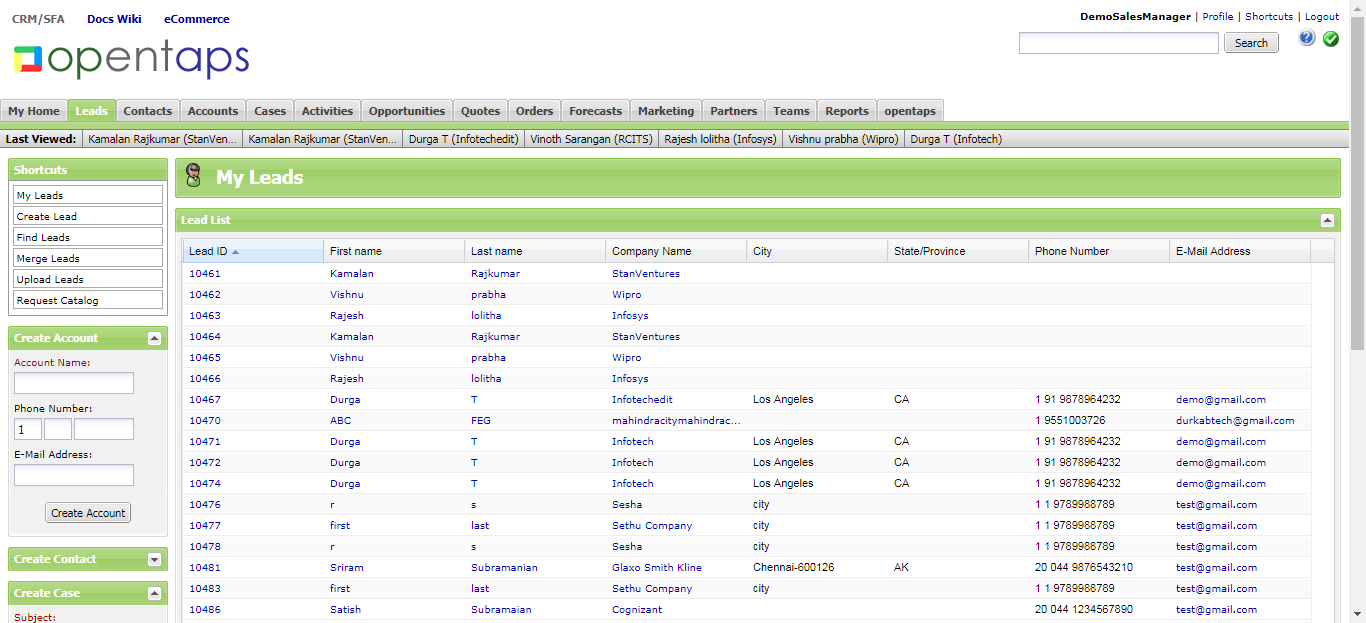 CRM/SFA Docs Wiki eCommerce
DemoSalesManager | Profile | Shortcuts | Logout
opentaps
Search
My Home Leads Contacts Accounts Cases Activities Opportunities Quotes Orders Forecasts Marketing Partners Teams Reports opentaps
Last Viewed: Kamalan Rajkumar (StanVen... Kamalan Rajkumar (StanVen... Durga T (Infotechedit) Vinoth Sarangan (RCITS) Rajesh lolitha (Infosys) Vishnu prabha (Wipro) Durga T (Infotech)
Shortcuts
My Leads
Create Lead
Find Leads
Merge Leads
Upload Leads
Request Catalog
Create Account
Account Name:
Phone Number:
1
E-Mail Address:
Create Account
Create Contact
Create Case
Subject:
My Leads
Lead List
Lead ID First name Last name Company Name City State/Province Phone Number E-Mail Address
10461 Kamalan Rajkumar StanVentures
10462 Vishnu prabha Wipro
10463 Rajesh lolitha Infosys
10464 Kamalan Rajkumar StanVentures
10465 Vishnu prabha Wipro
10466 Rajesh lolitha Infosys
10467 Durga T Infotechedit Los Angeles CA 1 91 9878964232 demo@gmail.com
10470 ABC FEG mahindracitymahindrac... 1 9551003726 durkabtech@gmail.com
10471 Durga T Infotech Los Angeles CA 1 91 9878964232 demo@gmail.com
10472 Durga T Infotech Los Angeles CA 1 91 9878964232 demo@gmail.com
10474 Durga T Infotech Los Angeles CA 1 91 9878964232 demo@gmail.com
10476 r s Sesha city 1 1 9789988789 test@gmail.com
10477 first last Sethu Company city 1 1 9789988789 test@gmail.com
10478 r s Sesha city 1 1 9789988789 test@gmail.com
10481 Sriram Subramanian Glaxo Smith Kline Chennai-600126 AK 20 044 9876543210 test@gmail.com
10483 first last Sethu Company city 1 1 9789988789 test@gmail.com
10486 Satish Subramaian Cognizant 20 044 1234567890 test@gmail.com